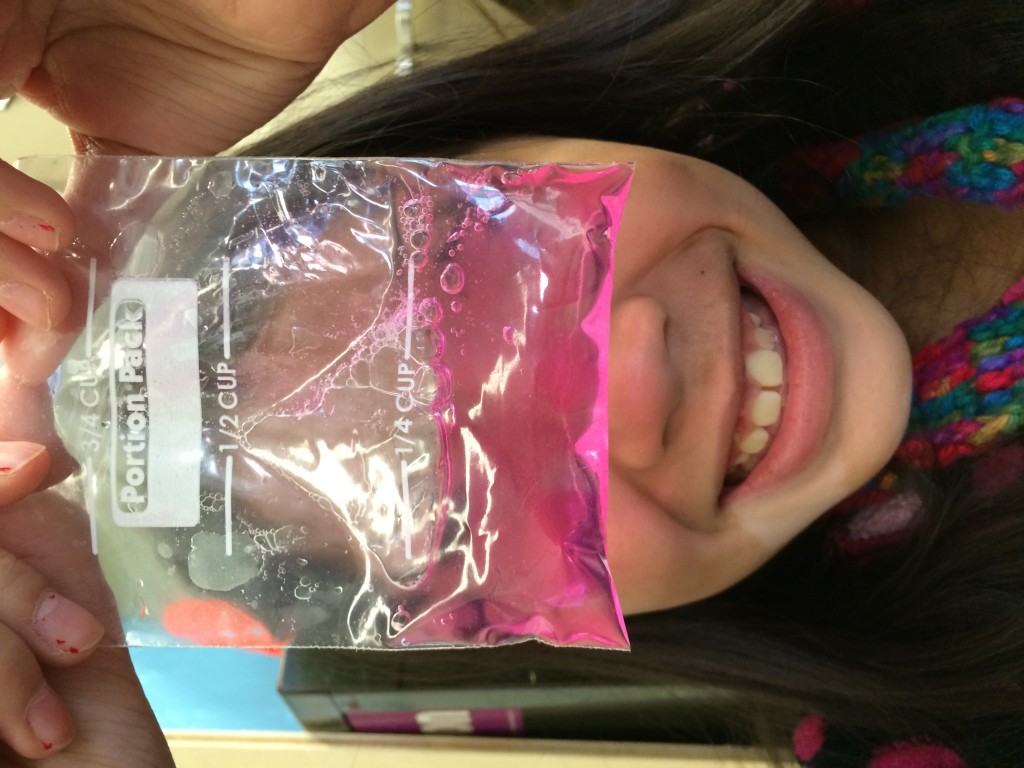 3/4 CUP
Portion Pack
1/2 CUP
1/4 CUP